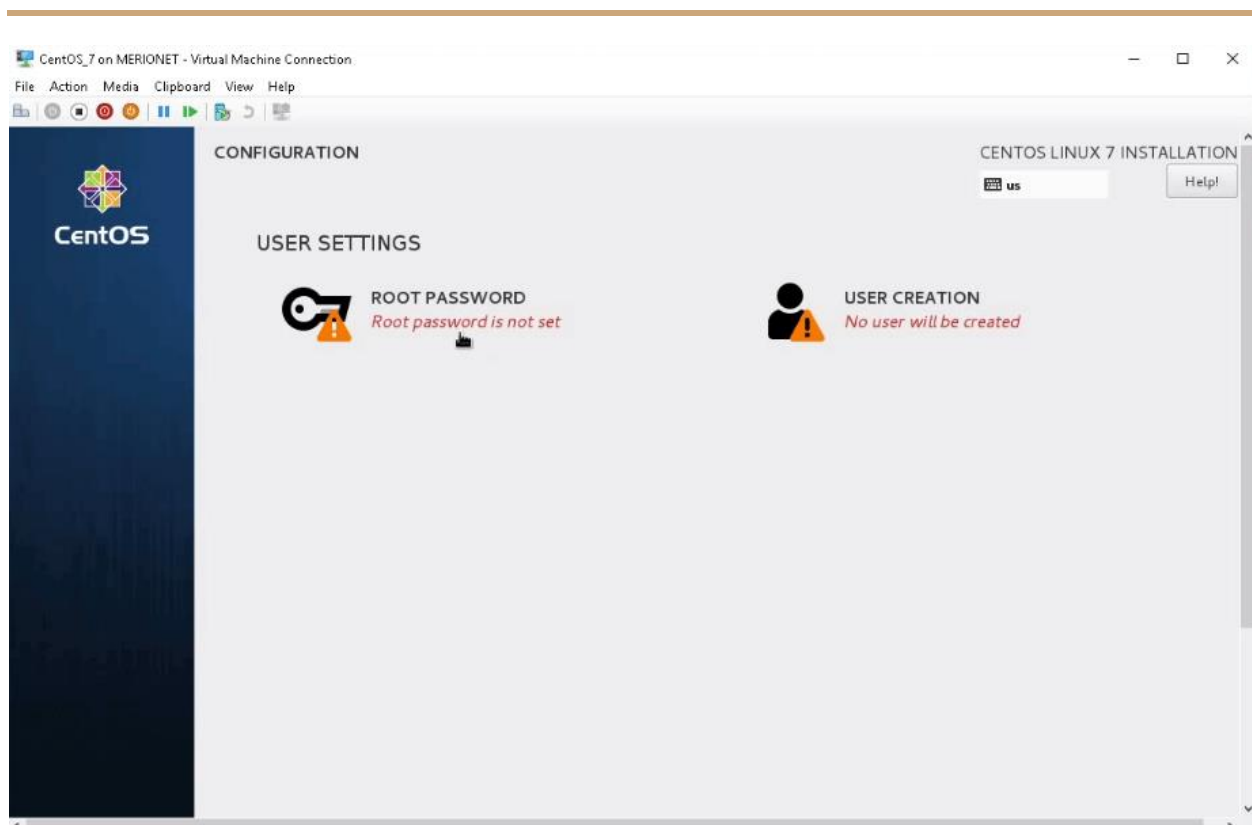 CentOS_7 on MERIONET - Virtual Machine Connection
File Action Media Clipboard View Help
CONFIGURATION
CENTOS LINUX 7 INSTALLATION
us
Help!
CentOS
USER SETTINGS
ROOT PASSWORD
Root password is not set
USER CREATION
No user will be created